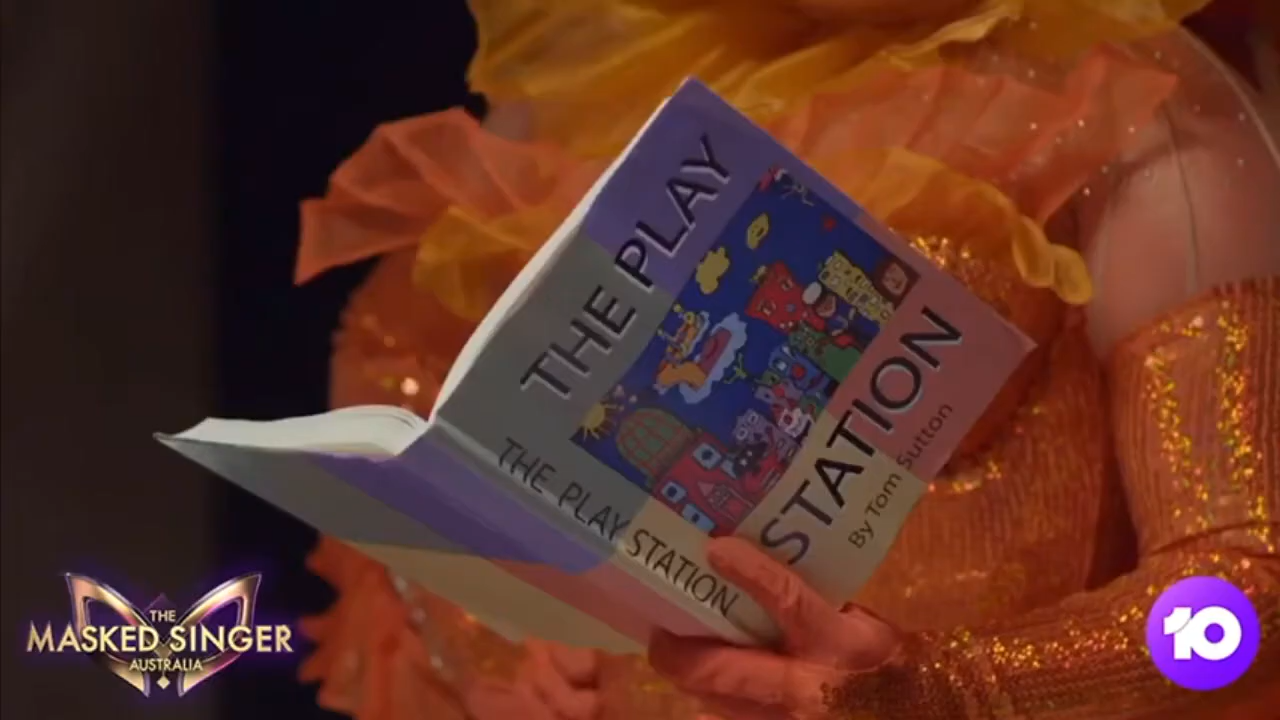 THE PLAY
STATION
By Tom Sutton
THE PLAY STATION
THE
MASKED SINGER
AUSTRALIA
10